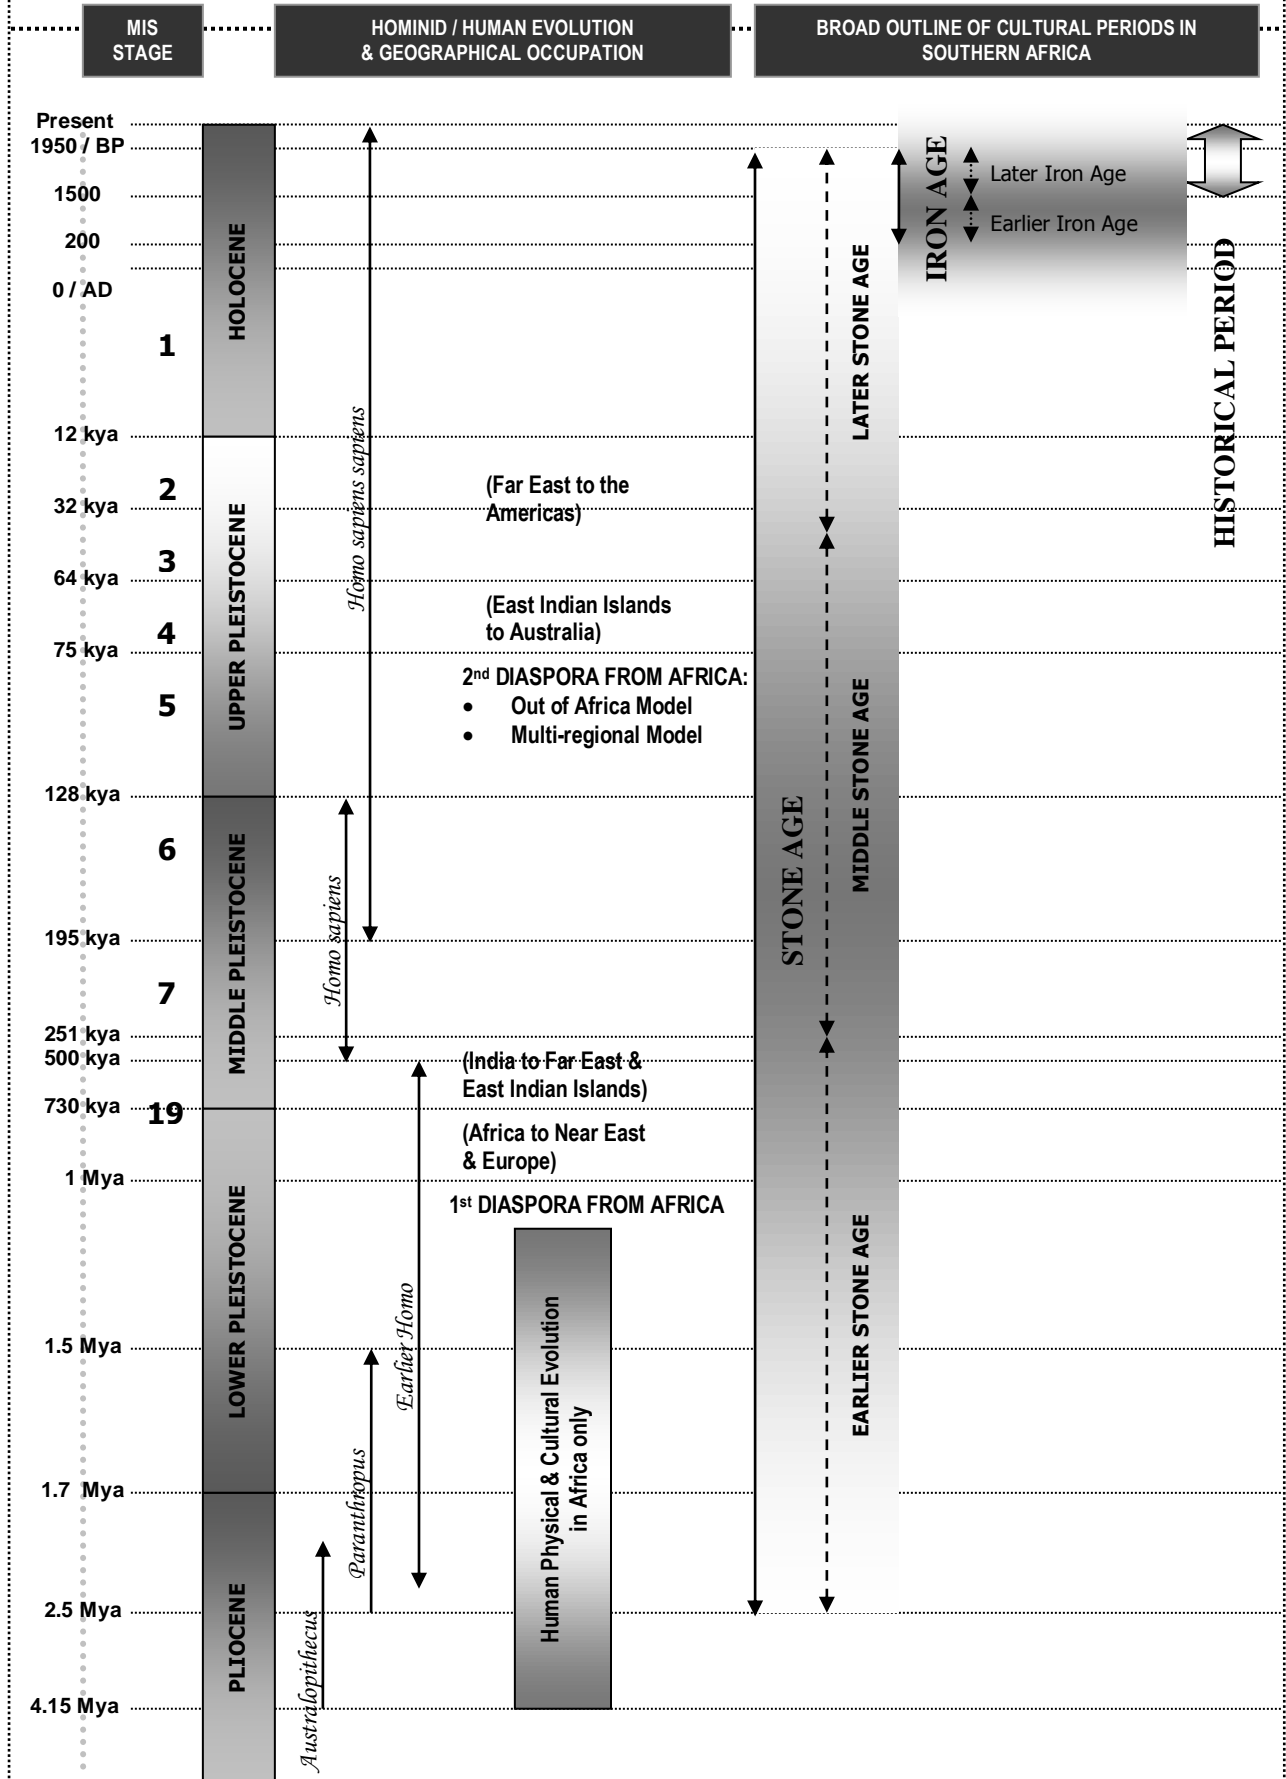 MIS
STAGE
HOMINID / HUMAN EVOLUTION
& GEOGRAPHICAL OCCUPATION
BROAD OUTLINE OF CULTURAL PERIODS IN
SOUTHERN AFRICA
Present
1950 / BP
1500
200
0 / AD
12 kya
32 kya
64 kya
75 kya
128 kya
195 kya
251 kya
500 kya
730 kya
1 Mya
1.5 Mya
1.7 Mya
2.5 Mya
4.15 Mya
1
2
3
4
5
6
7
19
HOLOCENE
UPPER PLEISTOCENE
MIDDLE PLEISTOCENE
LOWER PLEISTOCENE
PLIOCENE
Homo sapiens sapiens
Homo sapiens
Earlier Homo
Paranthropus
Australopithecus
(Far East to the
Americas)
(East Indian Islands
to Australia)
2nd DIASPORA FROM AFRICA:
• Out of Africa Model
• Multi-regional Model
(India to Far East &
East Indian Islands)
(Africa to Near East
& Europe)
1st DIASPORA FROM AFRICA
Human Physical & Cultural Evolution
in Africa only
STONE AGE
LATER STONE AGE
MIDDLE STONE AGE
EARLIER STONE AGE
IRON AGE
Later Iron Age
Earlier Iron Age
HISTORICAL PERIOD